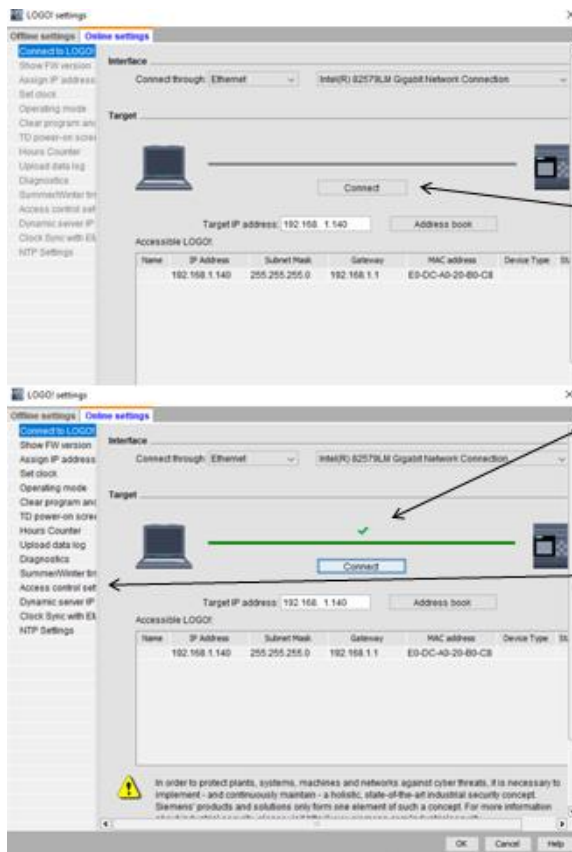 LOGO! settings
Offline settings Online settings
Connect to LOGO!
Show FW version
Assign IP address
Set clock
Operating mode
Clear program and
TD power-on scree
Hours Counter
Upload data log
Diagnostics
Summer/Winter tim
Access control set
Dynamic server IP
Clock Sync with EM
NTP Settings
Interface
Connect through: Ethernet Intel(R) 82579LM Gigabit Network Connection
Target
Connect
Target IP address: 192.168. 1.140 Address book
Accessible LOGO!:
Name IP Address Subnet Mask Gateway MAC address Device Type
192.168.1.140 255.255.255.0 192.168.1.1 E0-DC-A0-20-B0-C8
LOGO! settings
Offline settings Online settings
Connect to LOGO!
Show FW version
Assign IP address
Set clock
Operating mode
Clear program and
TD power-on scree
Hours Counter
Upload data log
Diagnostics
Summer/Winter tim
Access control set
Dynamic server IP
Clock Sync with EM
NTP Settings
Interface
Connect through: Ethernet Intel(R) 82579LM Gigabit Network Connection
Target
Connect
Target IP address: 192.168. 1.140 Address book
Accessible LOGO!:
Name IP Address Subnet Mask Gateway MAC address Device Type
192.168.1.140 255.255.255.0 192.168.1.1 E0-DC-A0-20-B0-C8
In order to protect plants, systems, machines and networks against cyber threats, it is necessary to
implement - and continuously maintain - a holistic, state-of-the-art industrial security concept.
Siemens' products and solutions only form one element of such a concept. For more information
OK Cancel Help